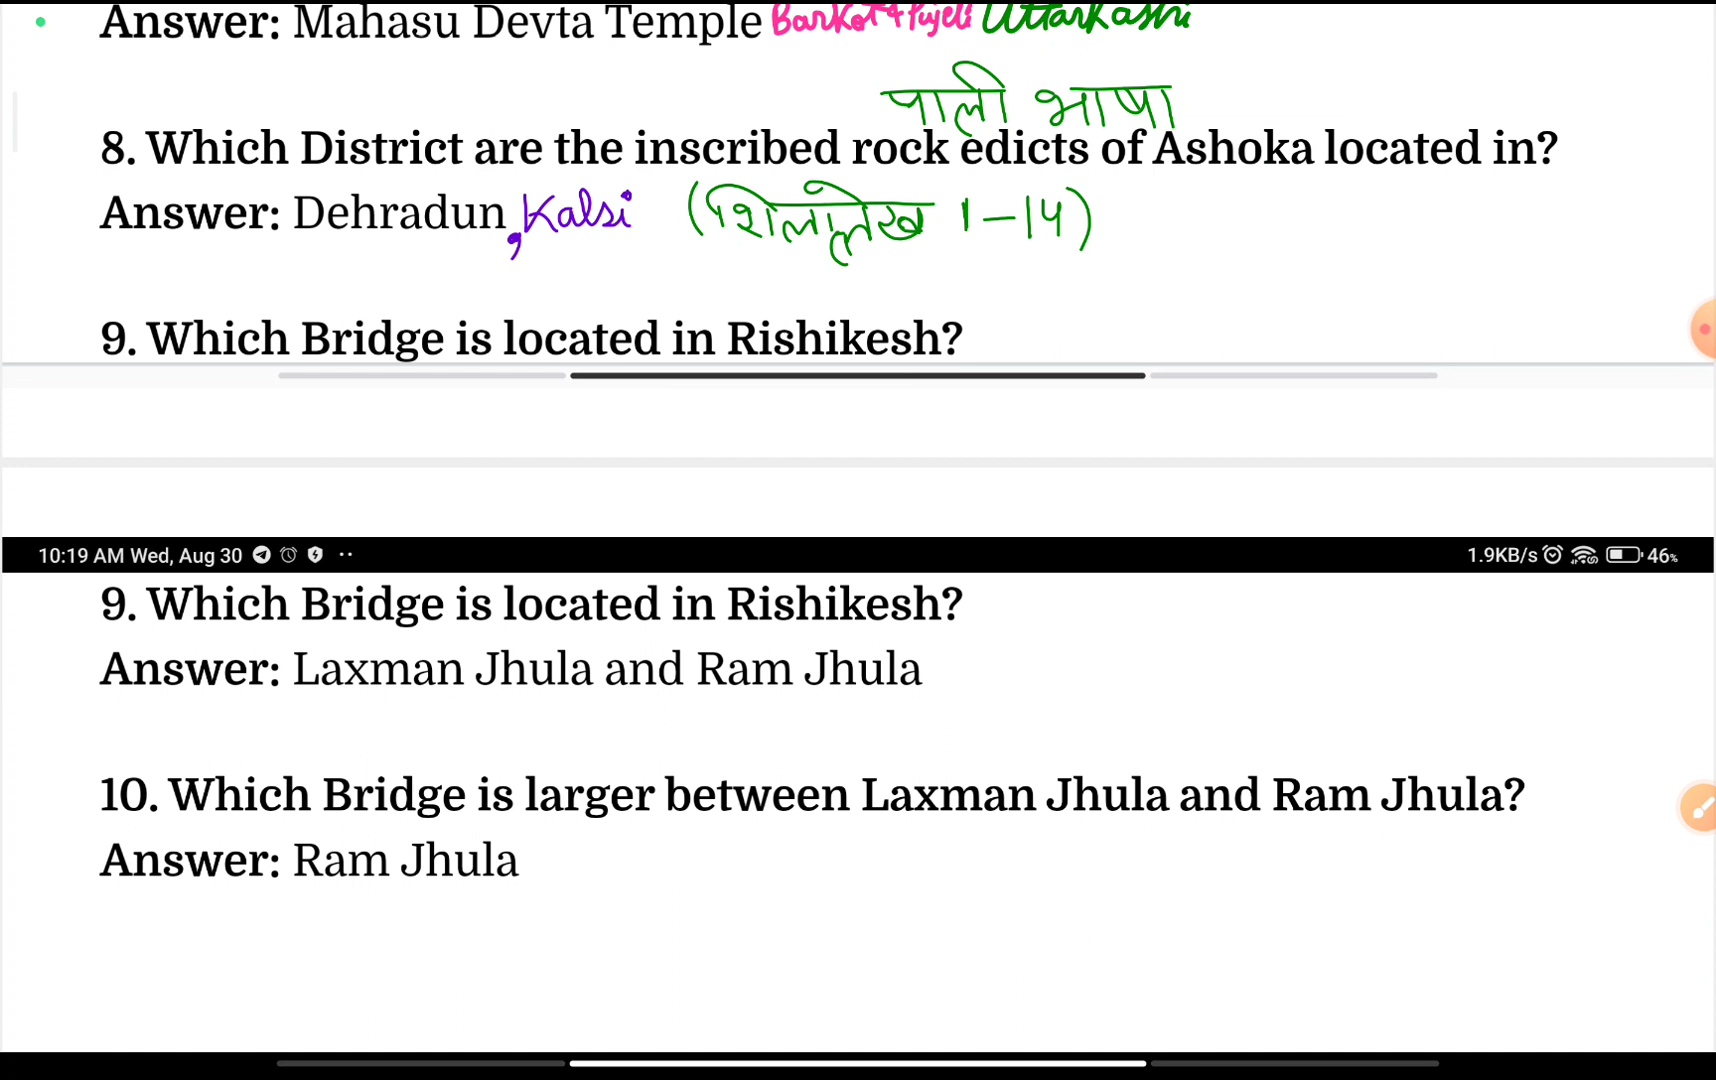 Answer: Mahasu Devta Temple Barkot + Pujeli Uttarkashi
पाली भाषा
8. Which District are the inscribed rock edicts of Ashoka located in?
Answer: Dehradun, Kalsi (शिलालेख 1-14)
9. Which Bridge is located in Rishikesh?
10:19 AM Wed, Aug 30 1.9KB/s 46%
9. Which Bridge is located in Rishikesh?
Answer: Laxman Jhula and Ram Jhula
10. Which Bridge is larger between Laxman Jhula and Ram Jhula?
Answer: Ram Jhula